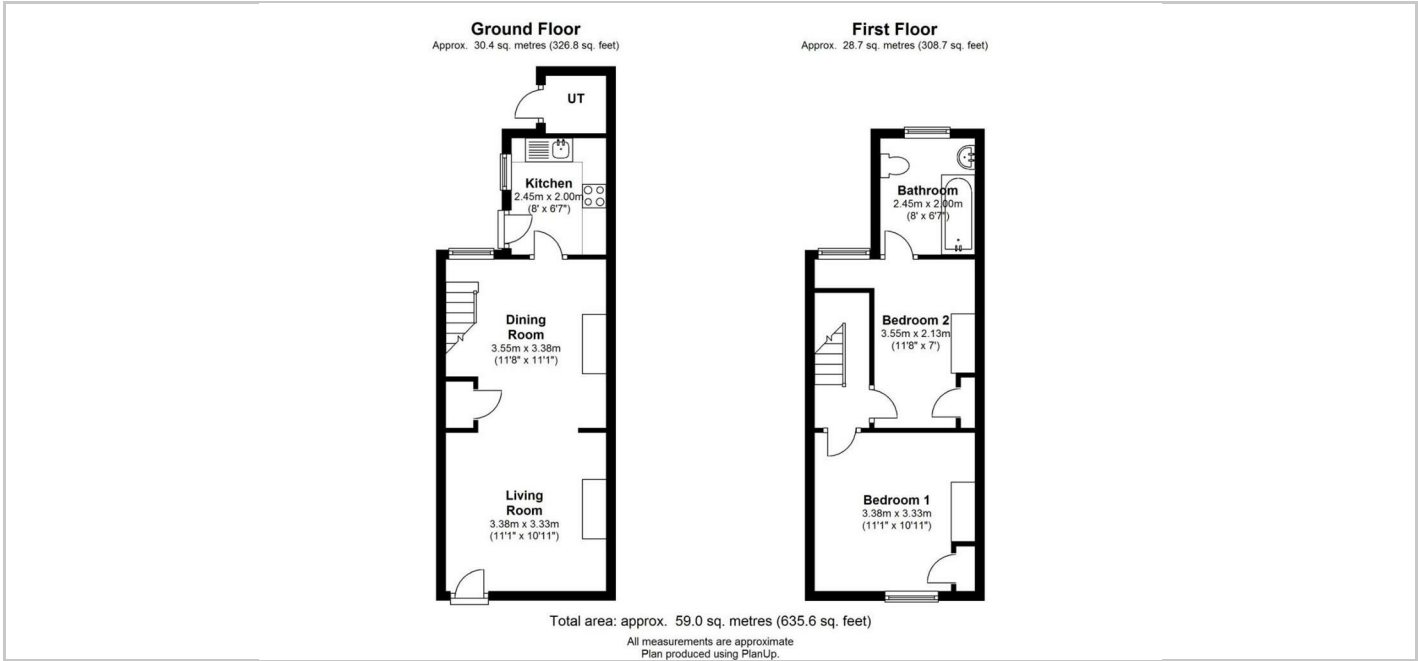 Ground Floor
Approx. 30.4 sq. metres (326.8 sq. feet)
UT
Kitchen
2.45m x 2.00m
(8' x 6'7")
Dining
Room
3.55m x 3.38m
(11'8" x 11'1")
Living
Room
3.38m x 3.33m
(11'1" x 10'11")
First Floor
Approx. 28.7 sq. metres (308.7 sq. feet)
Bathroom
2.45m x 2.00m
(8' x 6'7")
Bedroom 2
3.55m x 2.13m
(11'8" x 7')
Bedroom 1
3.38m x 3.33m
(11'1" x 10'11")
Total area: approx. 59.0 sq. metres (635.6 sq. feet)
All measurements are approximate
Plan produced using PlanUp.